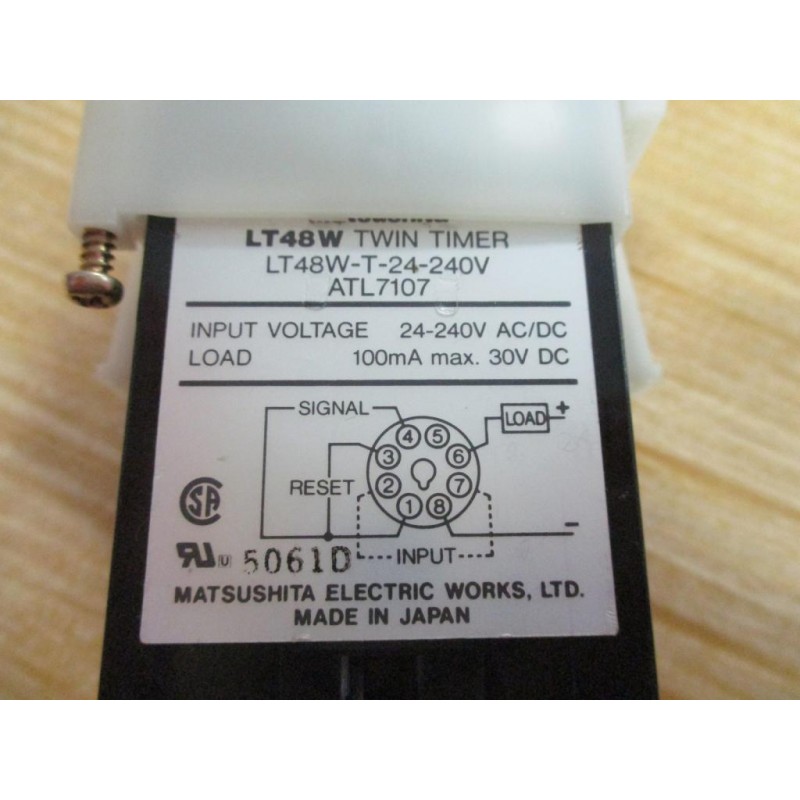 LT48W TWIN TIMER
LT48W-T-24-240V
ATL7107
INPUT VOLTAGE 24-240V AC/DC
LOAD 100mA max. 30V DC
SIGNAL
LOAD +
4 5
3 6
RESET 2 7
1 8
-
INPUT
SA
UR U 5061D
MATSUSHITA ELECTRIC WORKS, LTD.
MADE IN JAPAN